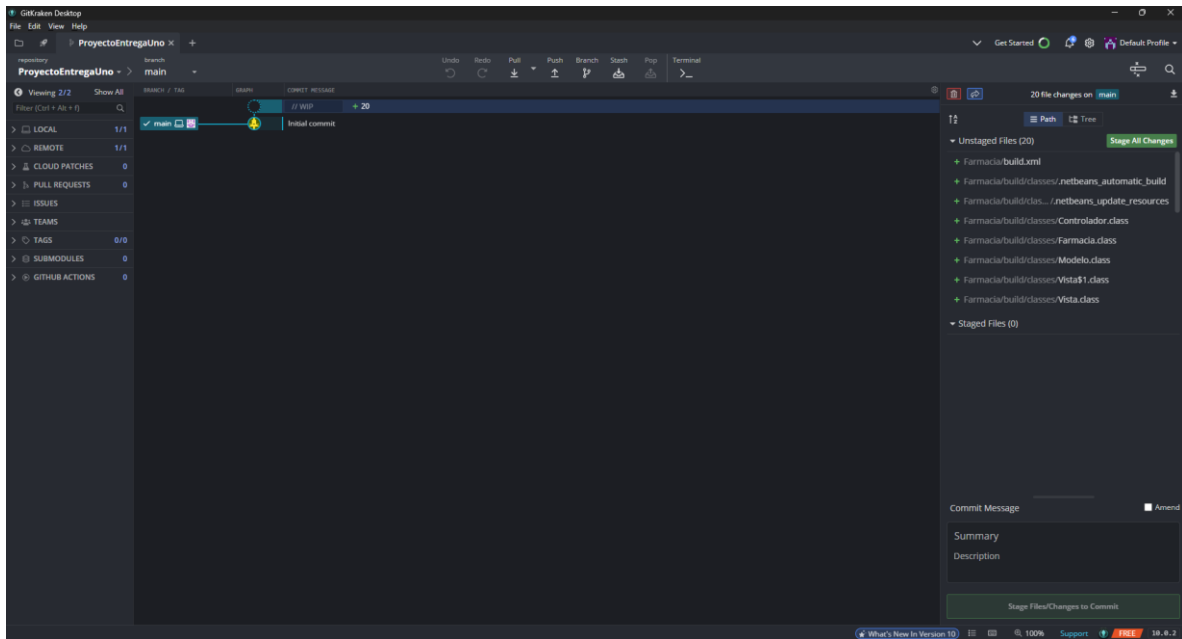 GitKraken Desktop
File Edit View Help
ProyectoEntregaUno
Get Started
Default Profile
repository
ProyectoEntregaUno
branch
main
Undo Redo Pull Push Branch Stash Pop Terminal
Viewing 2/2 Show All
Filter (Ctrl + Alt + f)
LOCAL 1/1
REMOTE 1/1
CLOUD PATCHES 0
PULL REQUESTS 0
ISSUES
TEAMS
TAGS 0/0
SUBMODULES 0
GITHUB ACTIONS 0
BRANCH / TAG GRAPH COMMIT MESSAGE
// WIP + 20
main Initial commit
20 file changes on main
Path Tree
Unstaged Files (20) Stage All Changes
+ Farmacia/build.xml
+ Farmacia/build/classes/.netbeans_automatic_build
+ Farmacia/build/clas... /.netbeans_update_resources
+ Farmacia/build/classes/Controlador.class
+ Farmacia/build/classes/Farmacia.class
+ Farmacia/build/classes/Modelo.class
+ Farmacia/build/classes/Vista$1.class
+ Farmacia/build/classes/Vista.class
Staged Files (0)
Commit Message Amend
Summary
Description
Stage Files/Changes to Commit
What's New In Version 10 100% Support FREE 10.0.2